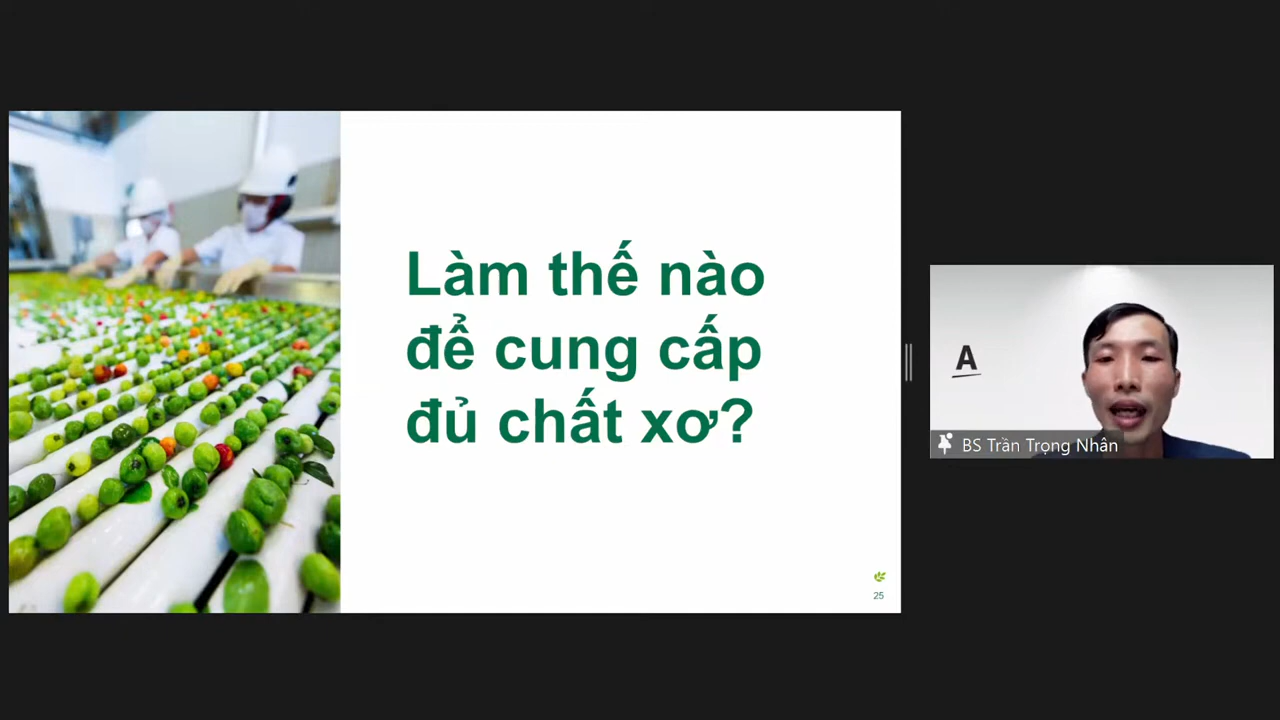 Làm thế nào
để cung cấp
đủ chất xơ?
25
A
BS Trần Trọng Nhân